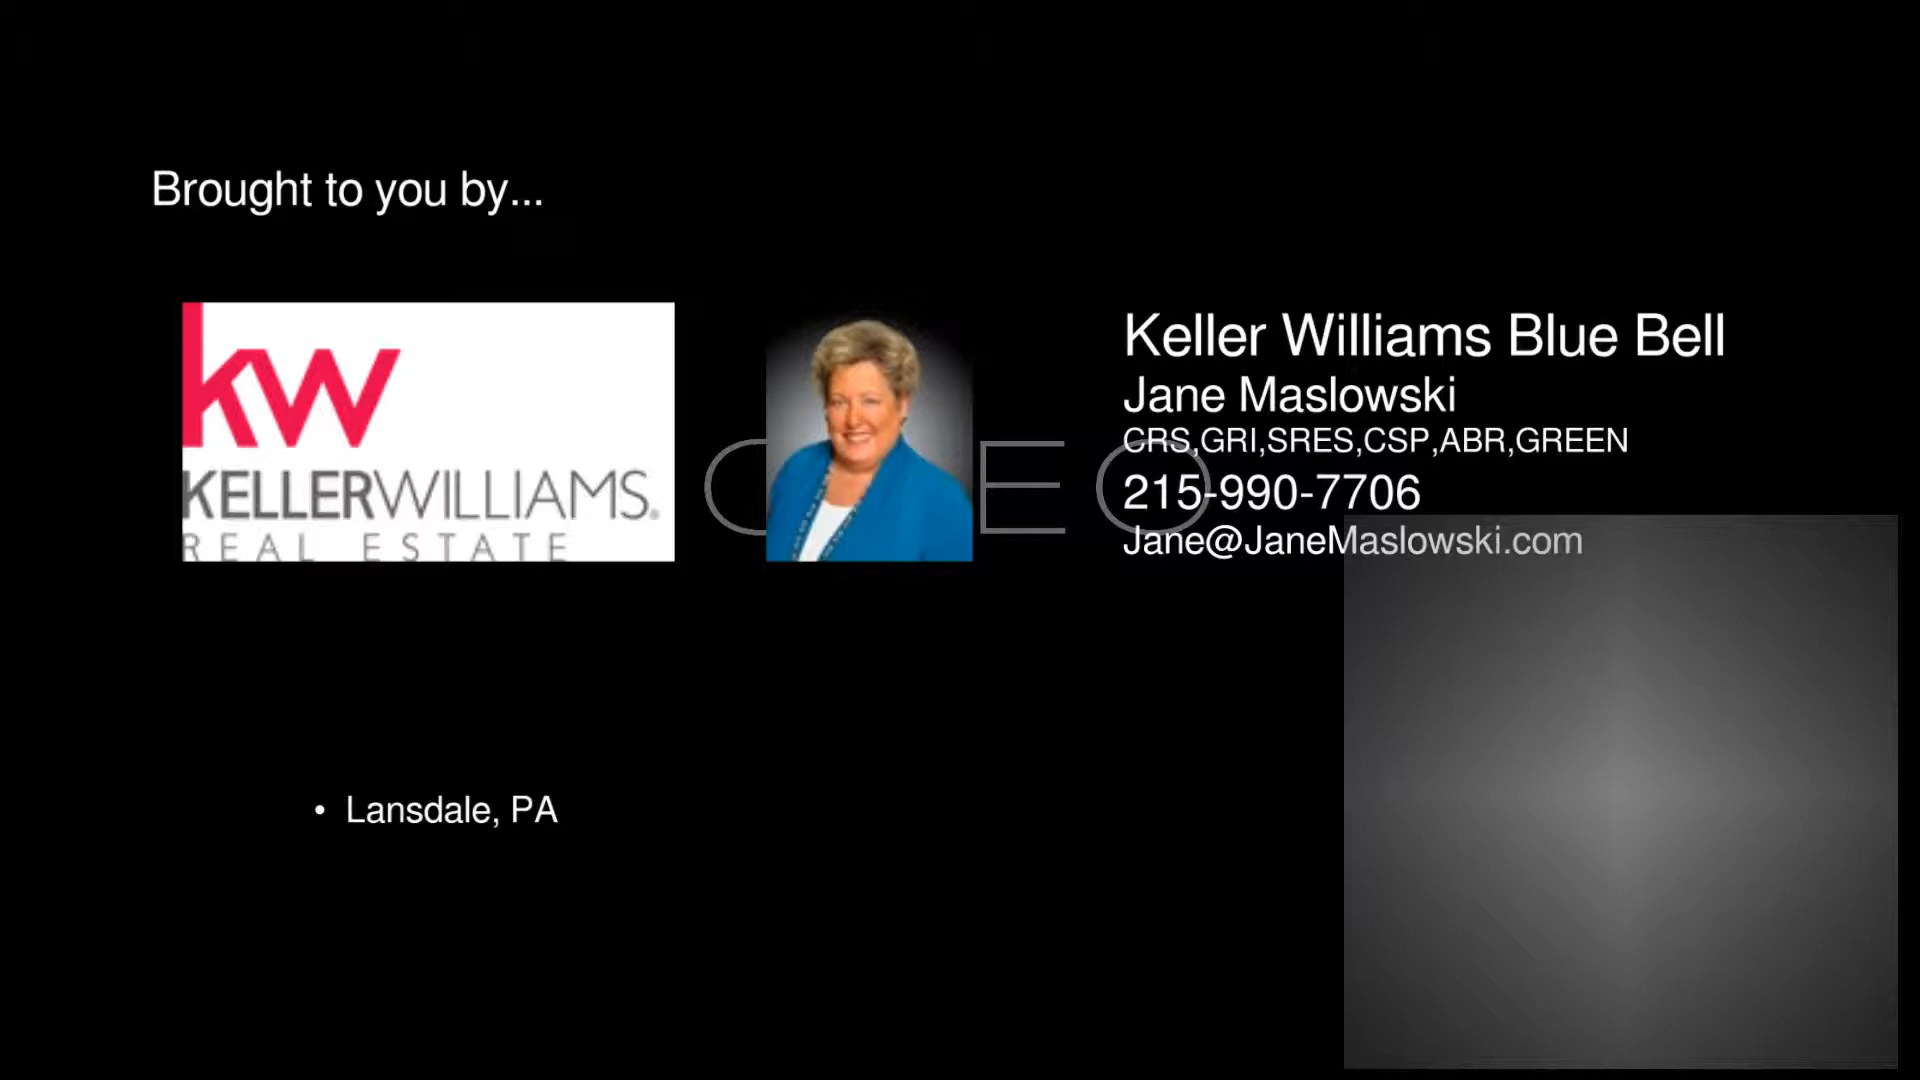 Brought to you by...
kw
KELLERWILLIAMS.
REAL ESTATE
Keller Williams Blue Bell
Jane Maslowski
CRS,GRI,SRES,CSP,ABR,GREEN
215-990-7706
Jane@JaneMaslowski.com
• Lansdale, PA